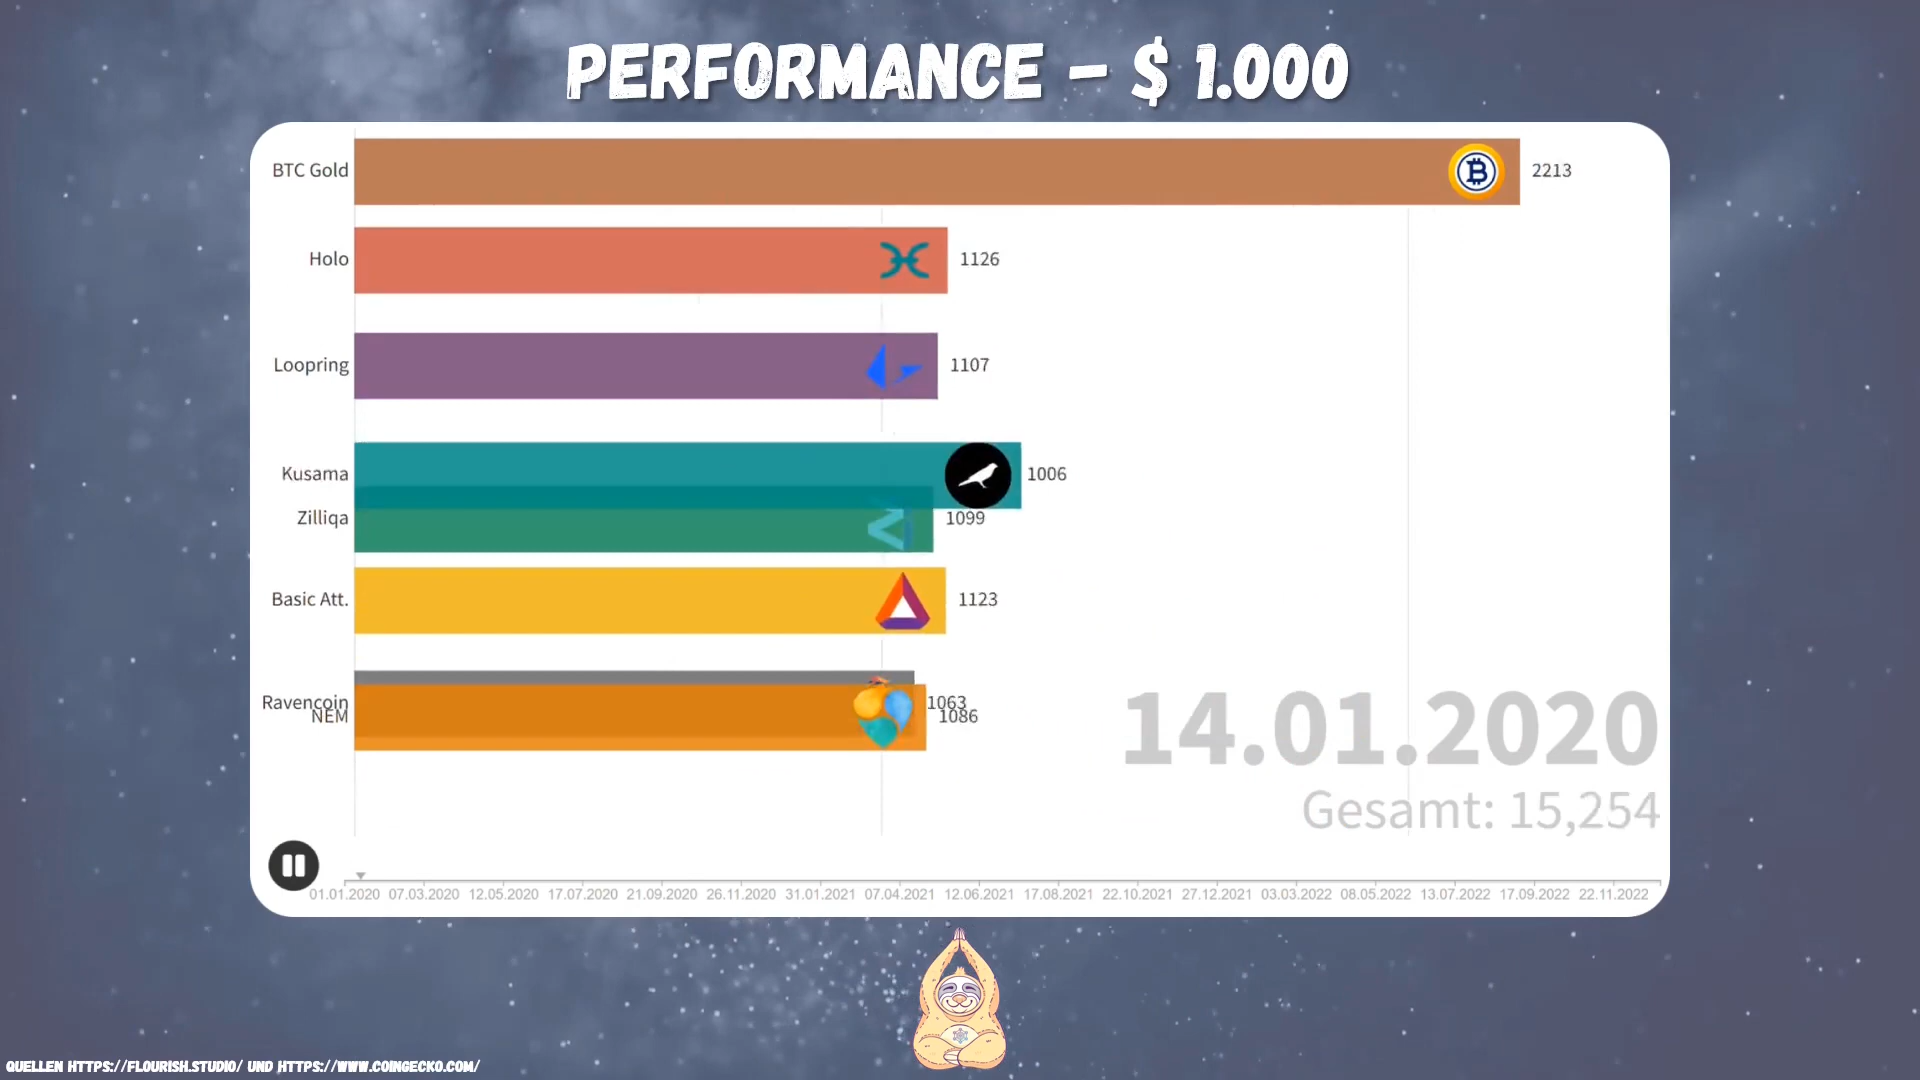 PERFORMANCE – $ 1.000
BTC Gold 2213
Holo 1126
Loopring 1107
Kusama 1006
Zilliqa 1099
Basic Att. 1123
Ravencoin 1063
NEM 1086
14.01.2020
Gesamt: 15,254
01.01.2020 07.03.2020 12.05.2020 17.07.2020 21.09.2020 26.11.2020 31.01.2021 07.04.2021 12.06.2021 17.08.2021 22.10.2021 27.12.2021 03.03.2022 08.05.2022 13.07.2022 17.09.2022 22.11.2022
QUELLEN HTTPS://FLOURISH.STUDIO/ UND HTTPS://WWW.COINGECKO.COM/